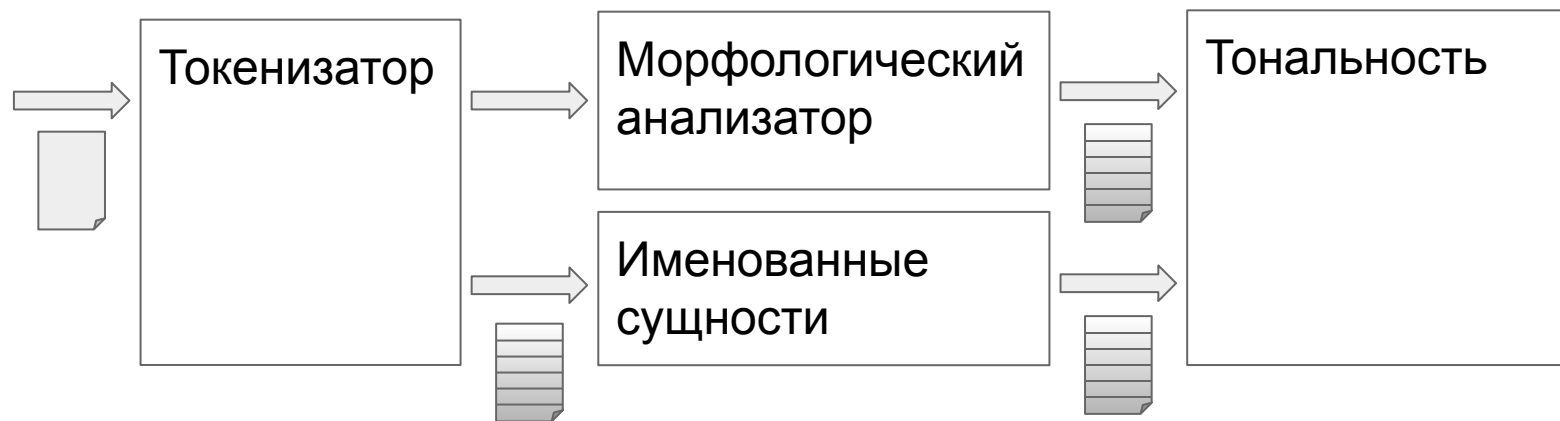 Токенизатор
Морфологический
анализатор
Именованные
сущности
Тональность